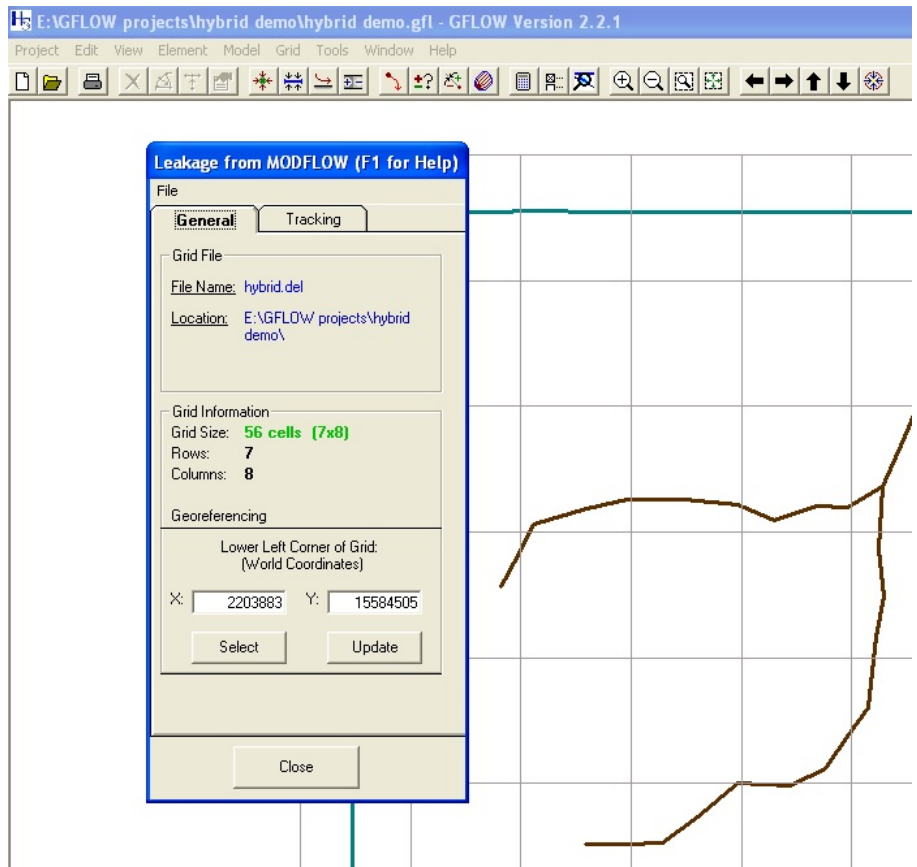 E:\GFLOW projects\hybrid demo\hybrid demo.gfl - GFLOW Version 2.2.1
Project Edit View Element Model Grid Tools Window Help
Leakage from MODFLOW (F1 for Help)
File
General Tracking
Grid File
File Name: hybrid.del
Location: E:\GFLOW projects\hybrid
demo\
Grid Information
Grid Size: 56 cells (7x8)
Rows: 7
Columns: 8
Georeferencing
Lower Left Corner of Grid:
(World Coordinates)
X: 2203883 Y: 15584505
Select Update
Close